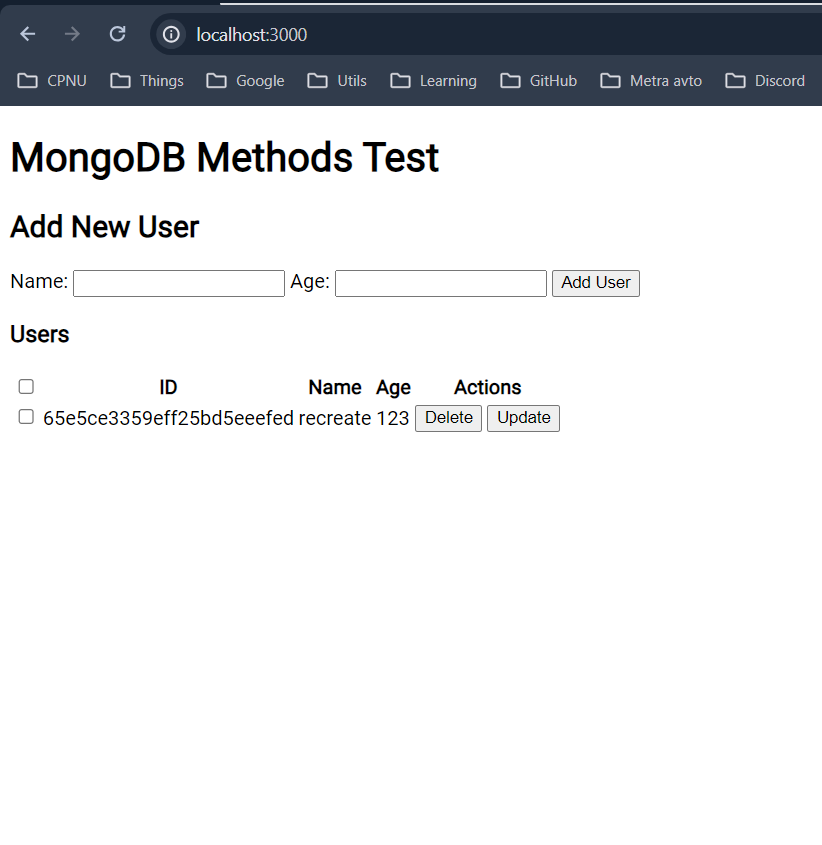 localhost:3000
CPNU Things Google Utils Learning GitHub Metra avto Discord
MongoDB Methods Test
Add New User
Name: Age: Add User
Users
ID Name Age Actions
65e5ce3359eff25bd5eeefed recreate 123 Delete Update